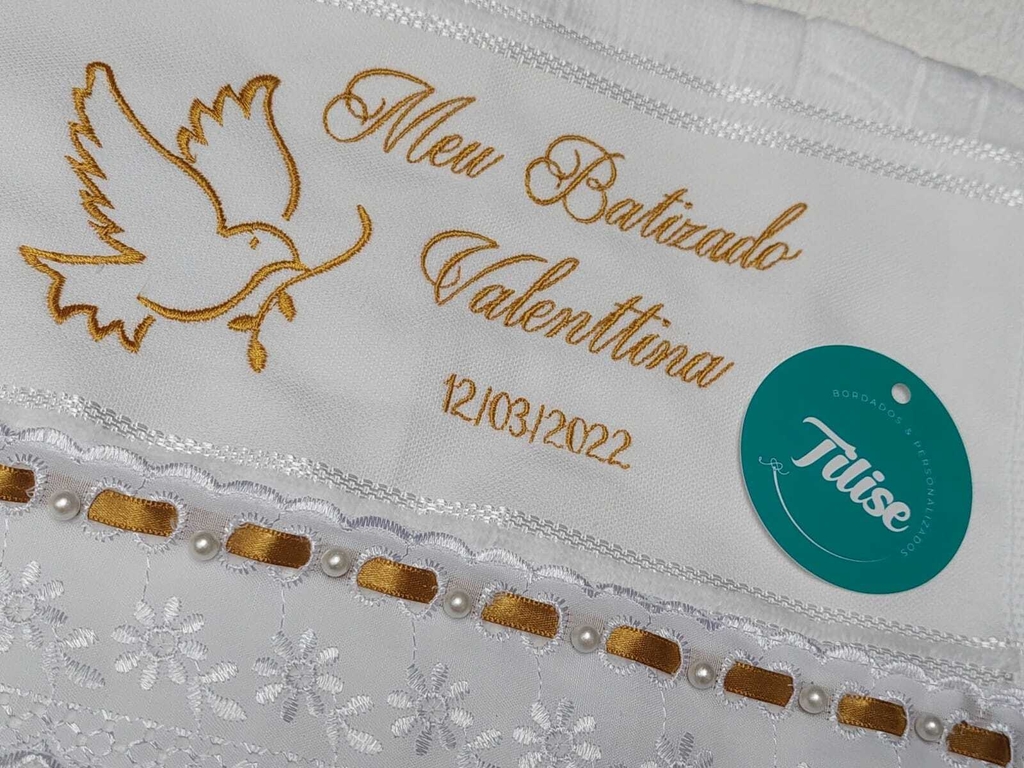 Meu Batizado
Valenttina
12/03/2022
BORDADOS & PERSONALIZADOS
Tilise